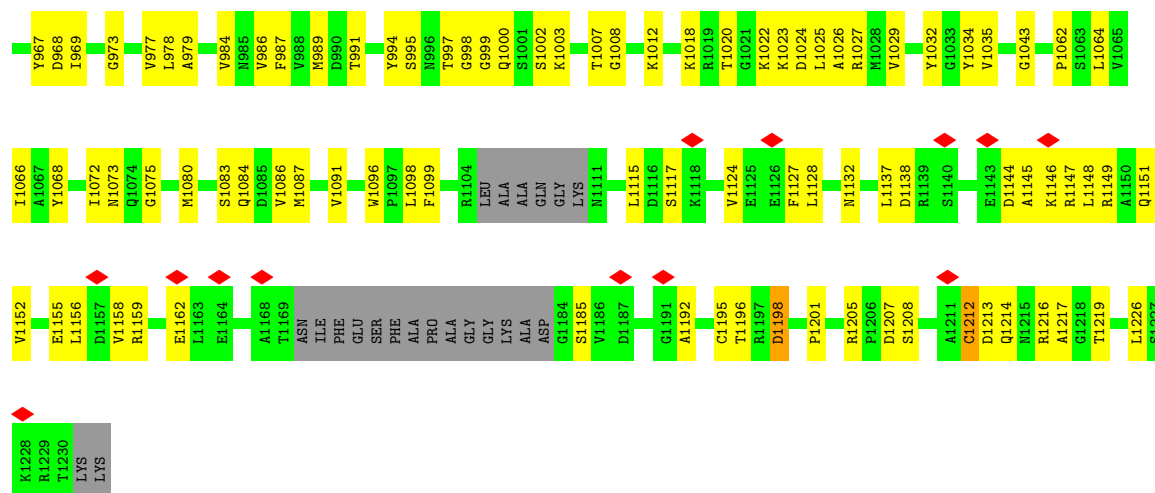 Y967 D968 I969 G973 V977 L978 A979 V984 N985 V986 F987 V988 M989 D990 T991 Y994 S995 N996 T997 G998 G999 Q1000 S1001 S1002 K1003 T1007 G1008 K1012 K1018 R1019 T1020 G1021 K1022 K1023 D1024 L1025 A1026 R1027 M1028 V1029 Y1032 G1033 Y1034 V1035 G1043 P1062 S1063 L1064 V1065
I1066 A1067 Y1068 I1072 N1073 Q1074 G1075 M1080 S1083 Q1084 D1085 V1086 M1087 V1091 W1096 P1097 L1098 F1099 R1104 LEU ALA ALA GLN GLY LYS N1111 L1115 D1116 S1117 K1118 V1124 E1125 E1126 F1127 L1128 N1132 L1137 D1138 R1139 S1140 E1143 D1144 A1145 K1146 R1147 L1148 R1149 A1150 Q1151
V1152 E1155 L1156 D1157 V1158 R1159 E1162 L1163 E1164 A1168 T1169 ASN ILE PHE GLU SER PHE ALA PRO ALA GLY GLY LYS ALA ASP G1184 S1185 V1186 D1187 G1191 A1192 C1195 T1196 R1197 D1198 P1201 R1205 P1206 D1207 S1208 A1211 C1212 D1213 Q1214 N1215 R1216 A1217 G1218 T1219 L1226 S1227
K1228 R1229 T1230 LYS LYS